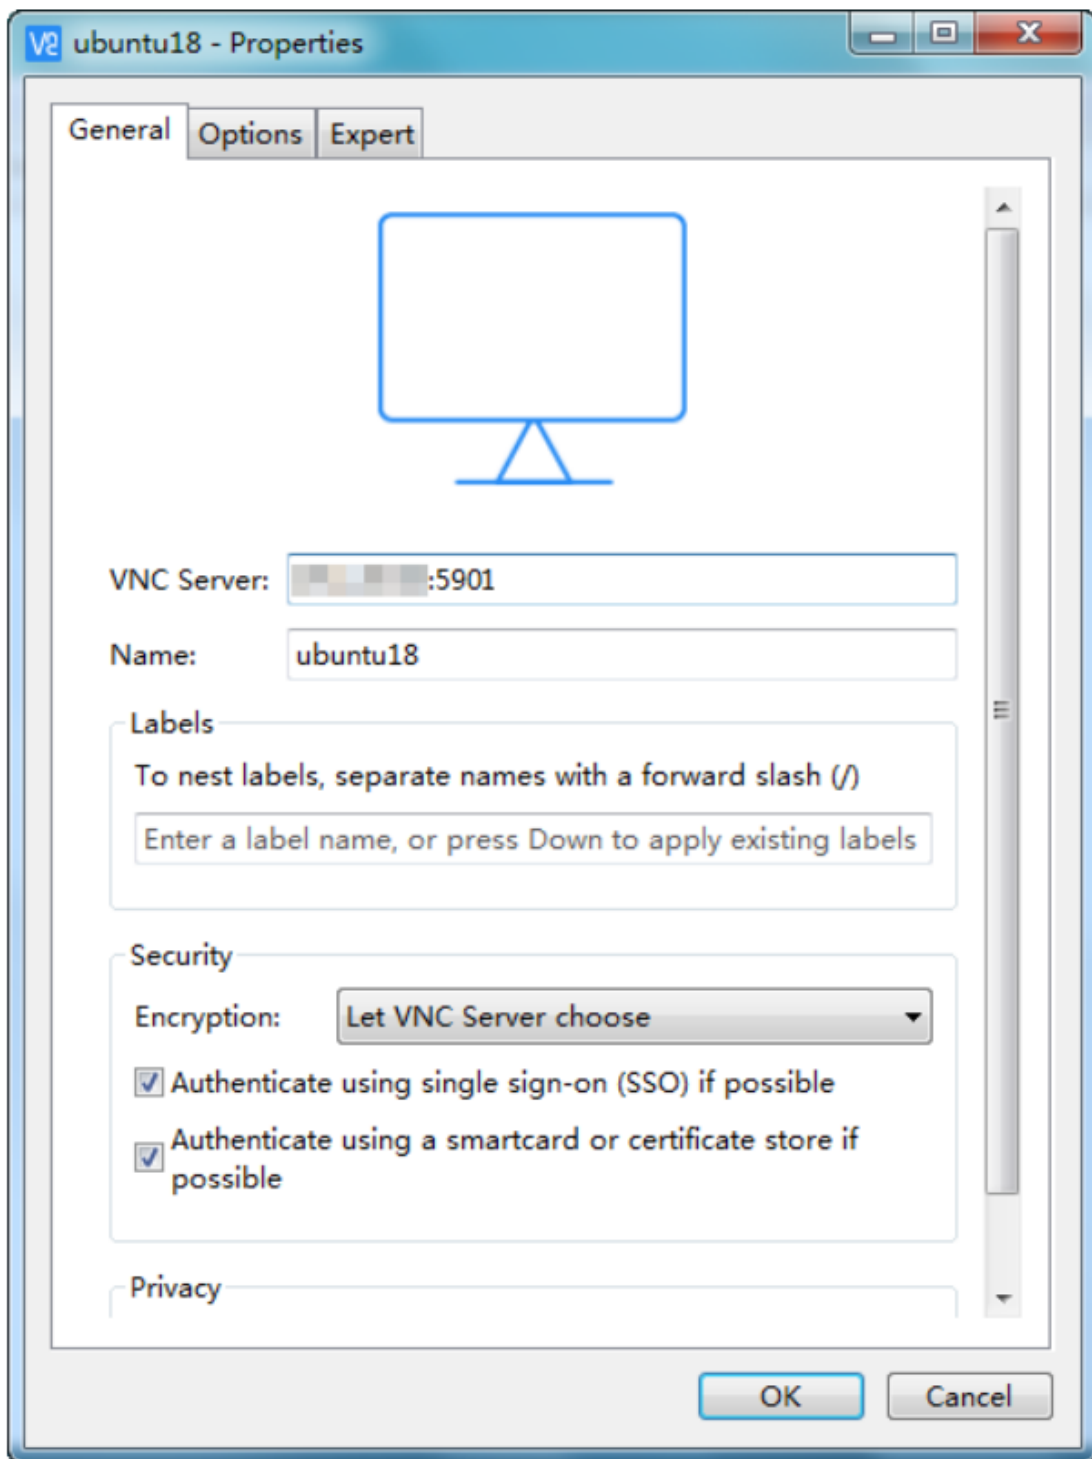 V2 ubuntu18 - Properties
General Options Expert
VNC Server: :5901
Name: ubuntu18
Labels
To nest labels, separate names with a forward slash (/)
Enter a label name, or press Down to apply existing labels
Security
Encryption: Let VNC Server choose
Authenticate using single sign-on (SSO) if possible
Authenticate using a smartcard or certificate store if
possible
Privacy
OK Cancel